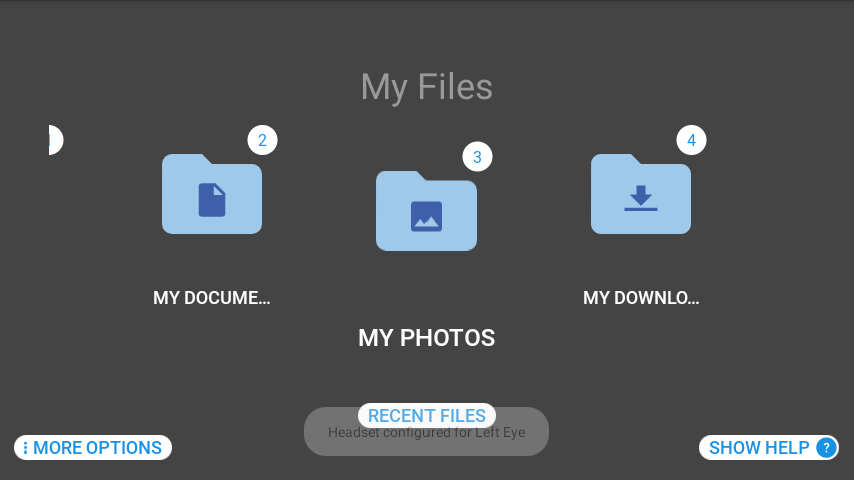 My Files
2
3
4
MY DOCUME...
MY DOWNLO...
MY PHOTOS
RECENT FILES
Headset configured for Left Eye
MORE OPTIONS
SHOW HELP ?